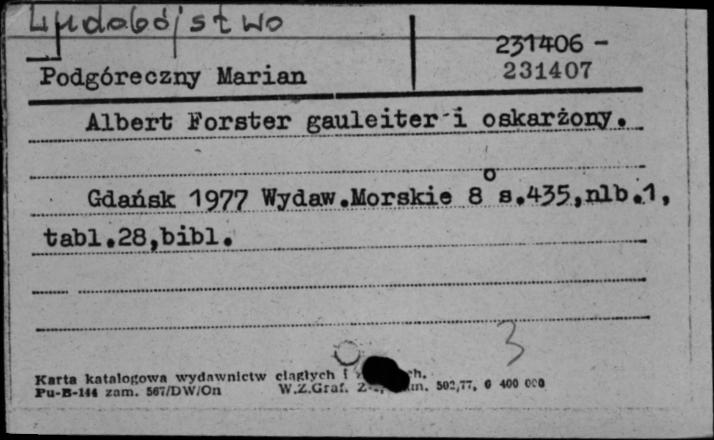 Ludobójstwo
231406 -
231407
Podgóreczny Marian
Albert Forster gauleiter i oskarżony.
Gdańsk 1977 Wydaw.Morskie 8° s.435,nlb.1,
tabl.28,bibl.
3
Karta katalogowa wydawnictw ciągłych i
Pu-B-144 zam. 567/DW/On W.Z.Graf. 502,77, 0 400 000